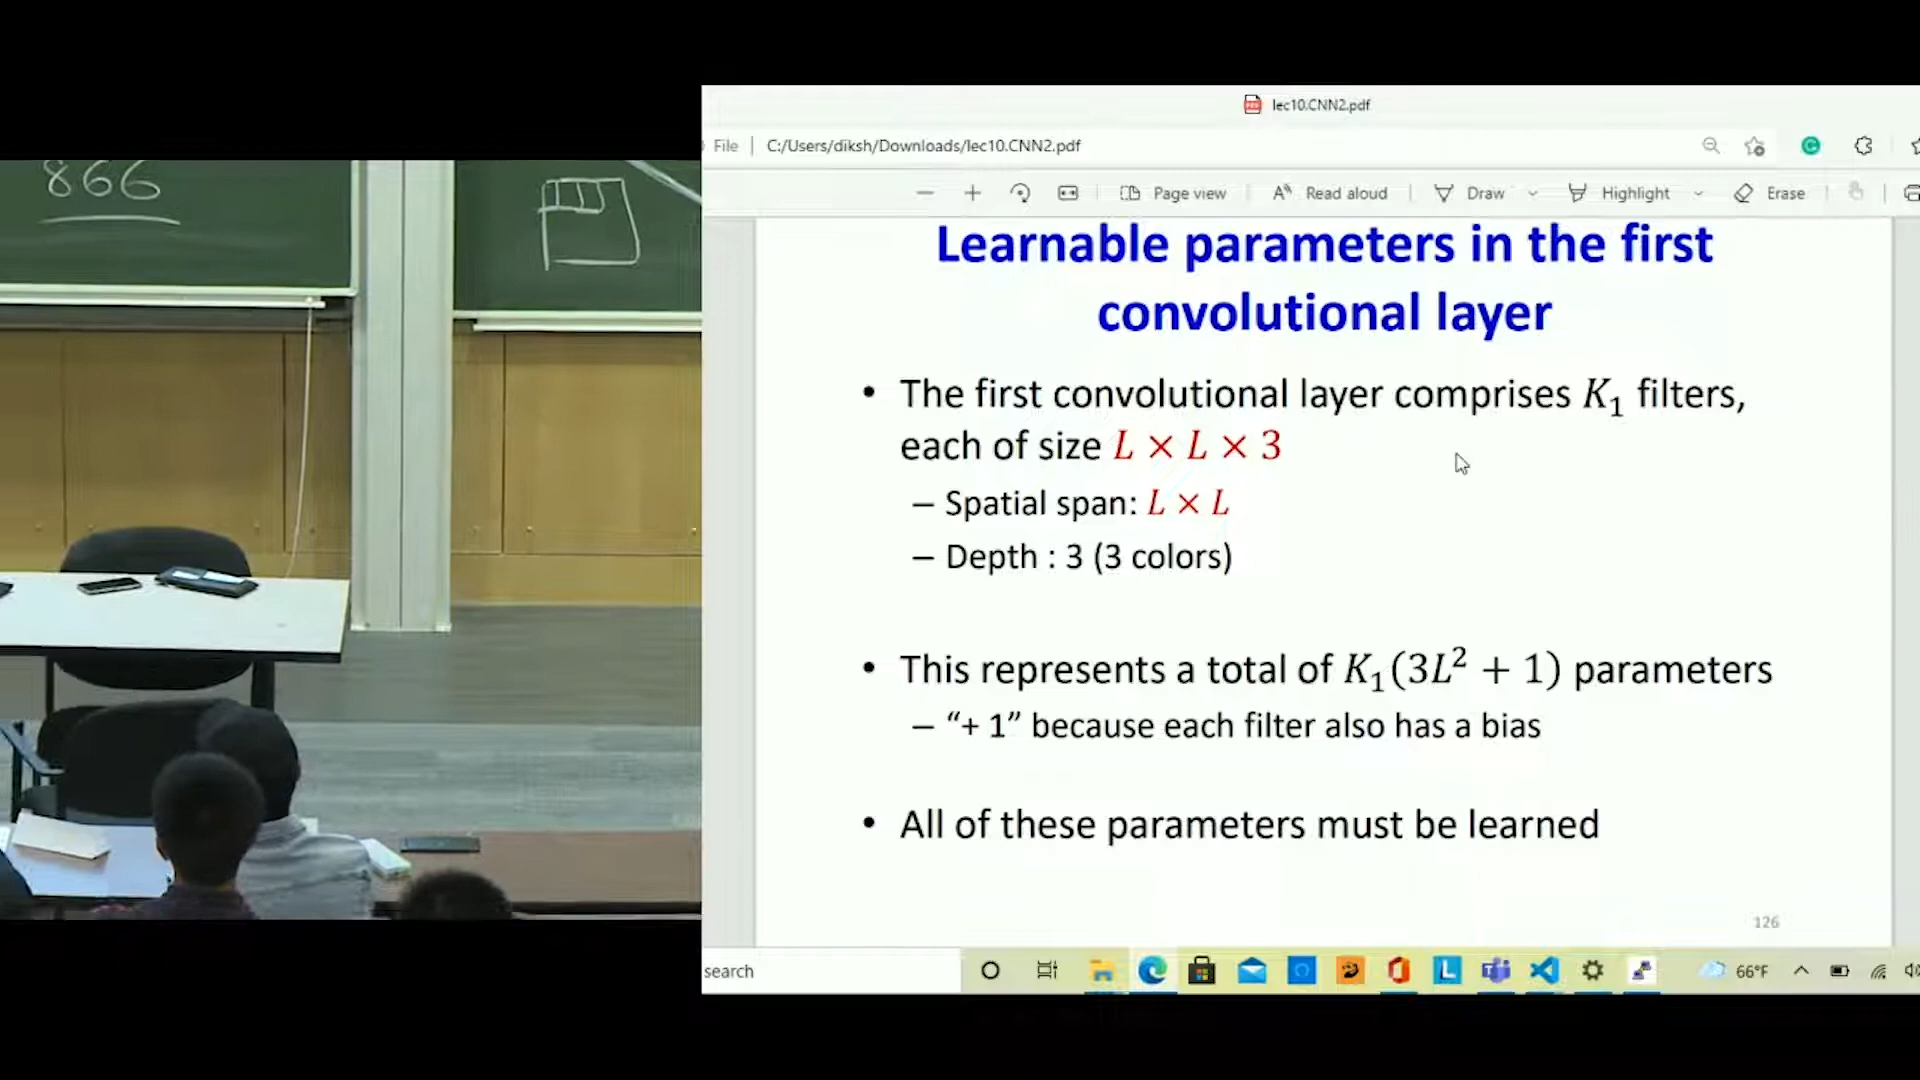 866
lec10.CNN2.pdf
File | C:/Users/diksh/Downloads/lec10.CNN2.pdf
Page view Read aloud Draw Highlight Erase
Learnable parameters in the first
convolutional layer
• The first convolutional layer comprises K₁ filters,
each of size L × L × 3
– Spatial span: L × L
– Depth : 3 (3 colors)
• This represents a total of K₁(3L² + 1) parameters
– “+ 1” because each filter also has a bias
• All of these parameters must be learned
126
search
66°F